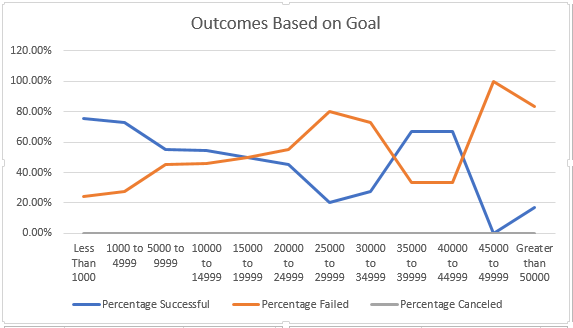 Outcomes Based on Goal
120.00%
100.00%
80.00%
60.00%
40.00%
20.00%
0.00%
Less Than 1000
1000 to 4999
5000 to 9999
10000 to 14999
15000 to 19999
20000 to 24999
25000 to 29999
30000 to 34999
35000 to 39999
40000 to 44999
45000 to 49999
Greater than 50000
Percentage Successful
Percentage Failed
Percentage Canceled